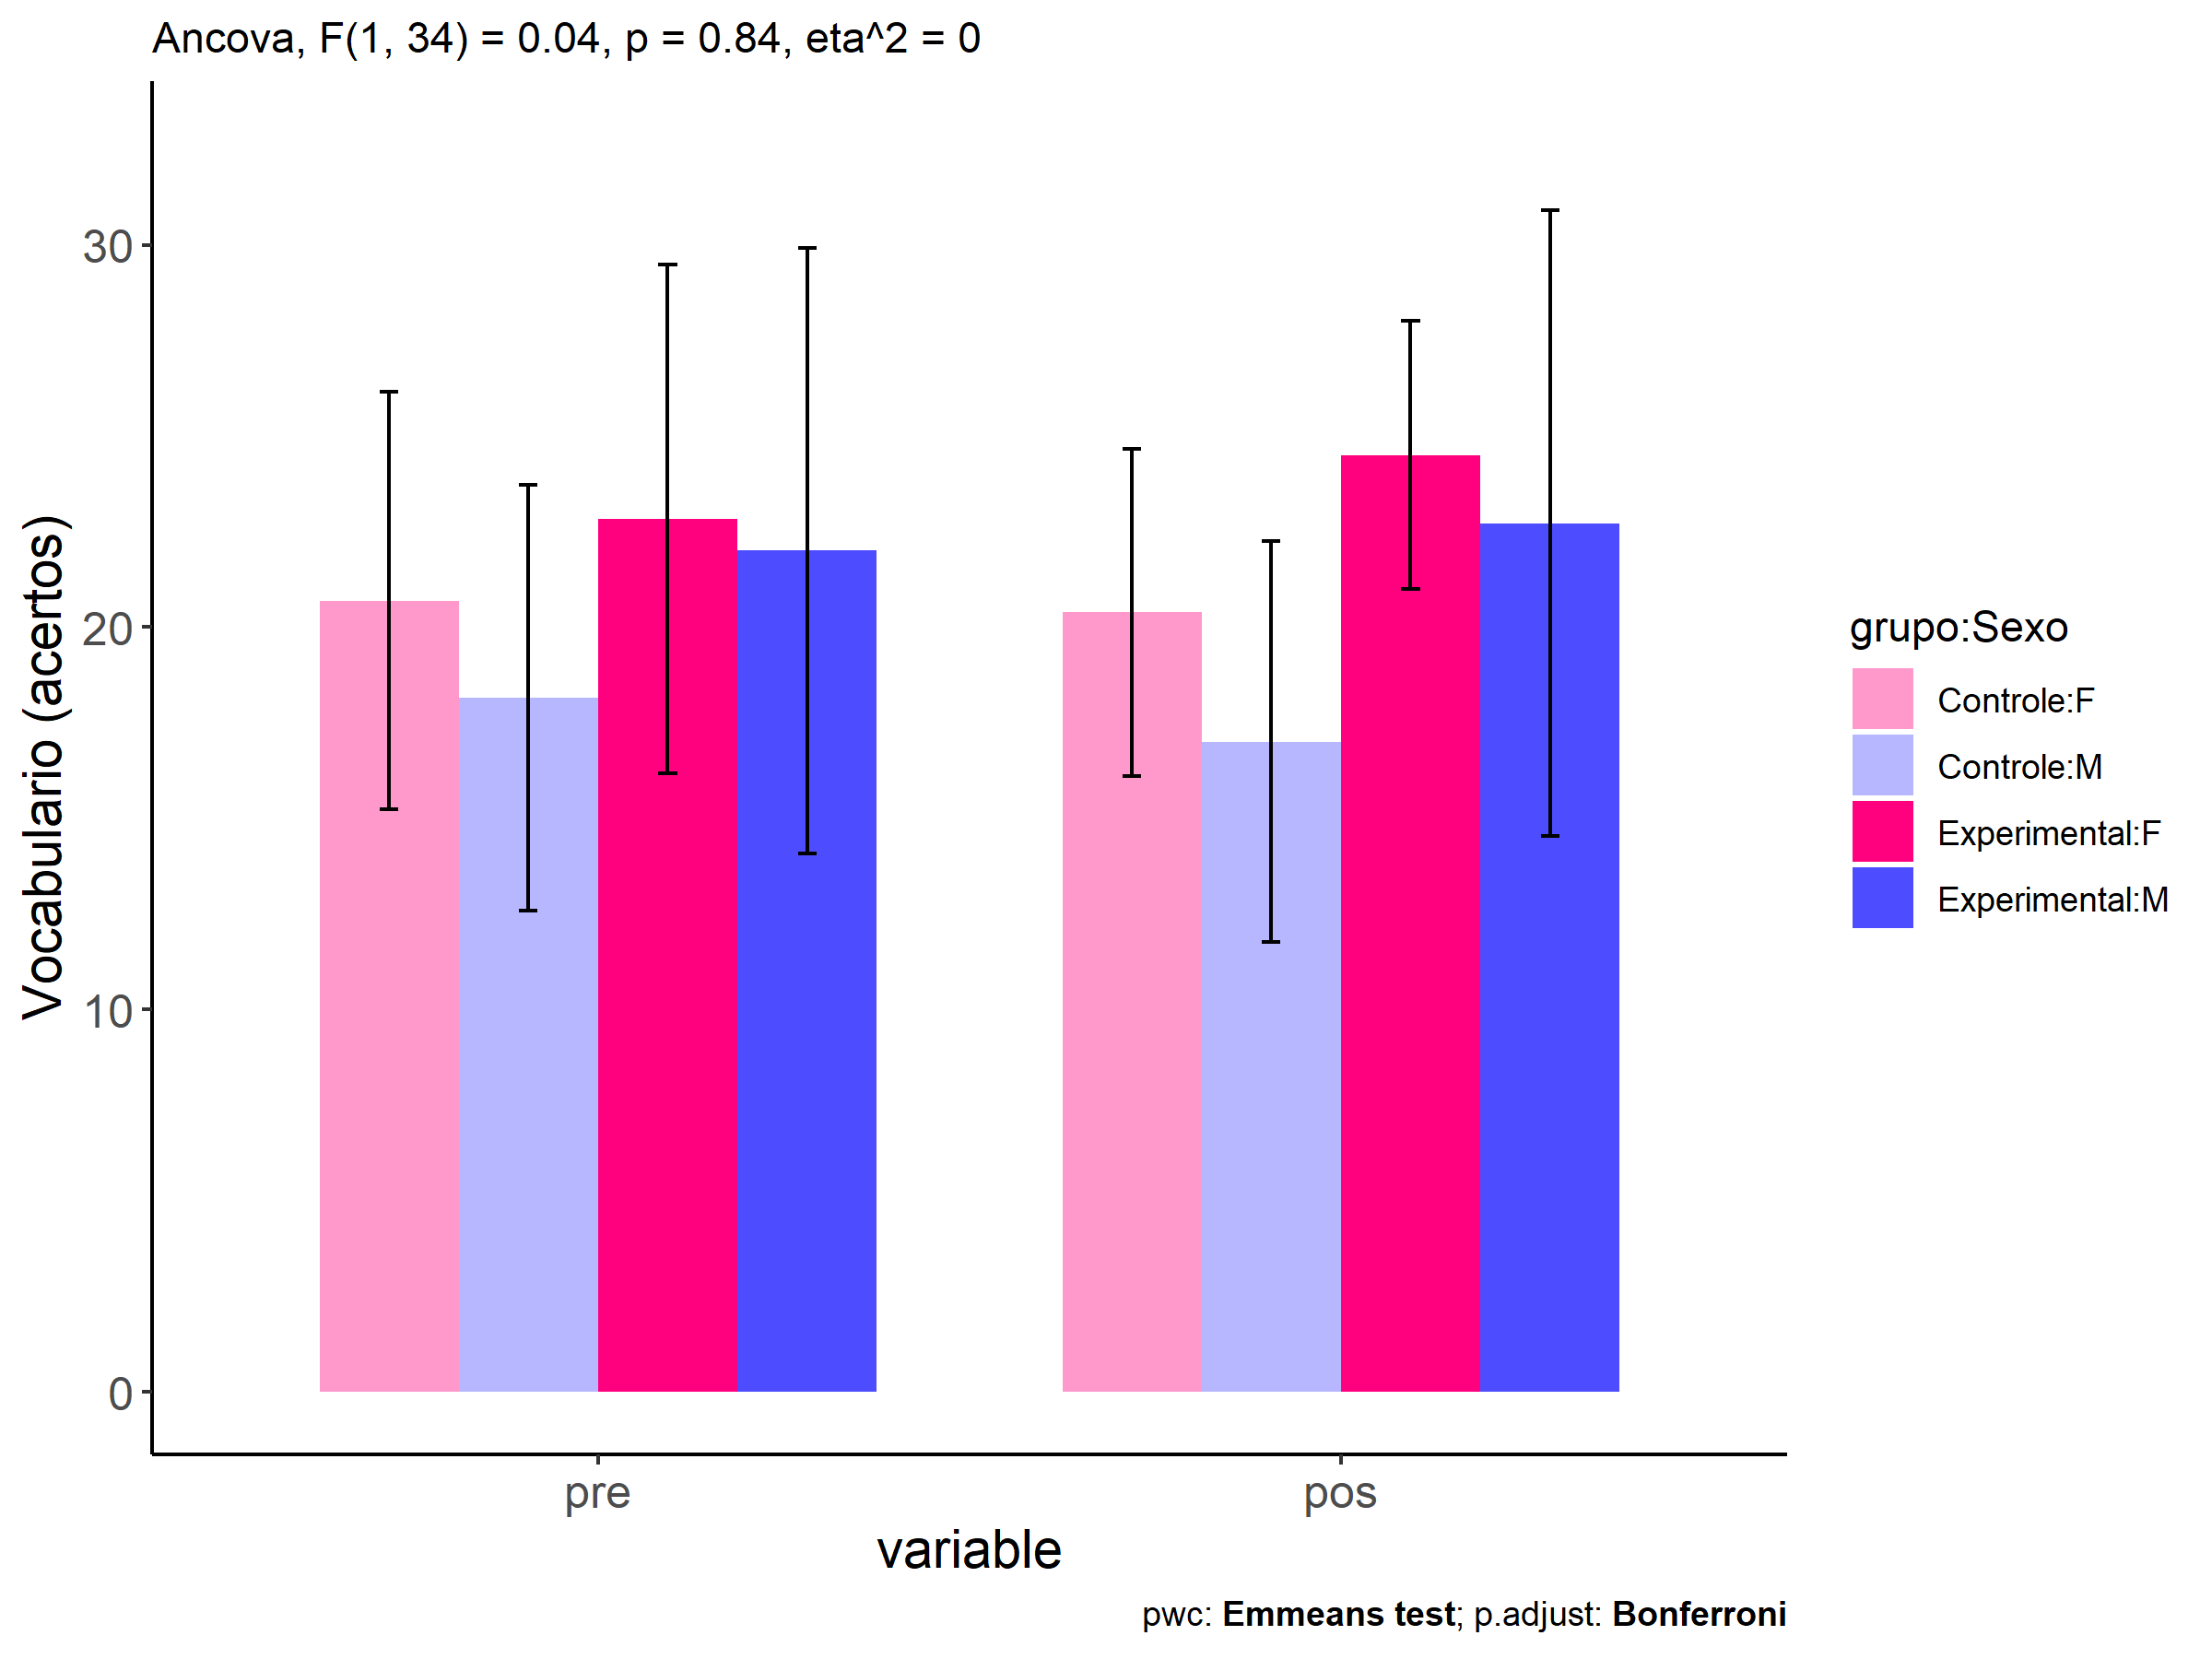 Ancova, F(1, 34) = 0.04, p = 0.84, eta^2 = 0
Vocabulario (acertos)
30
20
10
0
pre
pos
variable
grupo:Sexo
Controle:F
Controle:M
Experimental:F
Experimental:M
pwc: Emmeans test; p.adjust: Bonferroni